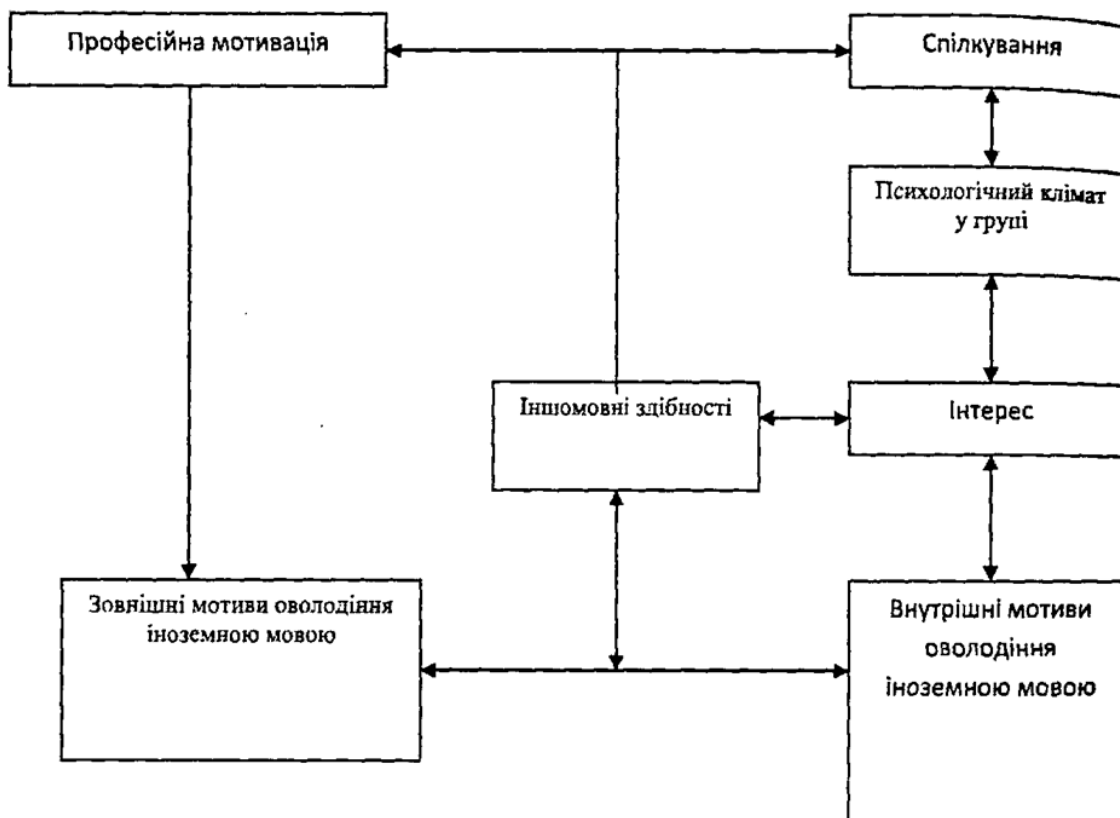 Професійна мотивація
Спілкування
Психологічний клімат
у групі
Іншомовні здібності
Інтерес
Зовнішні мотиви оволодіння
іноземною мовою
Внутрішні мотиви
оволодіння
іноземною мовою